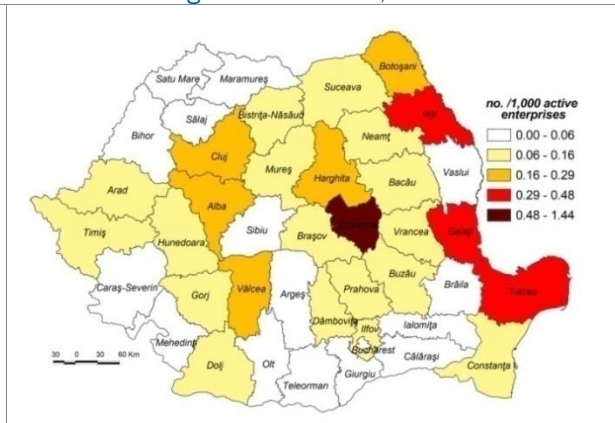 Satu Mare
Maramureş
Botoşani
Suceava
Iaşi
Bistriţa-Năsăud
Sălaj
Bihor
Neamţ
Cluj
Mureş
Harghita
Bacău
Vaslui
Arad
Alba
Covasna
Timiş
Hunedoara
Sibiu
Braşov
Vrancea
Galaţi
Caraş-Severin
Gorj
Vâlcea
Argeş
Prahova
Buzău
Brăila
Tulcea
Dâmboviţa
Ilfov
Ialomiţa
Mehedinţi
Bucharest
Dolj
Olt
Giurgiu
Călăraşi
Constanţa
Teleorman
no. /1,000 active
enterprises
0.00 - 0.06
0.06 - 0.16
0.16 - 0.29
0.29 - 0.48
0.48 - 1.44
30 0 30 60 Km